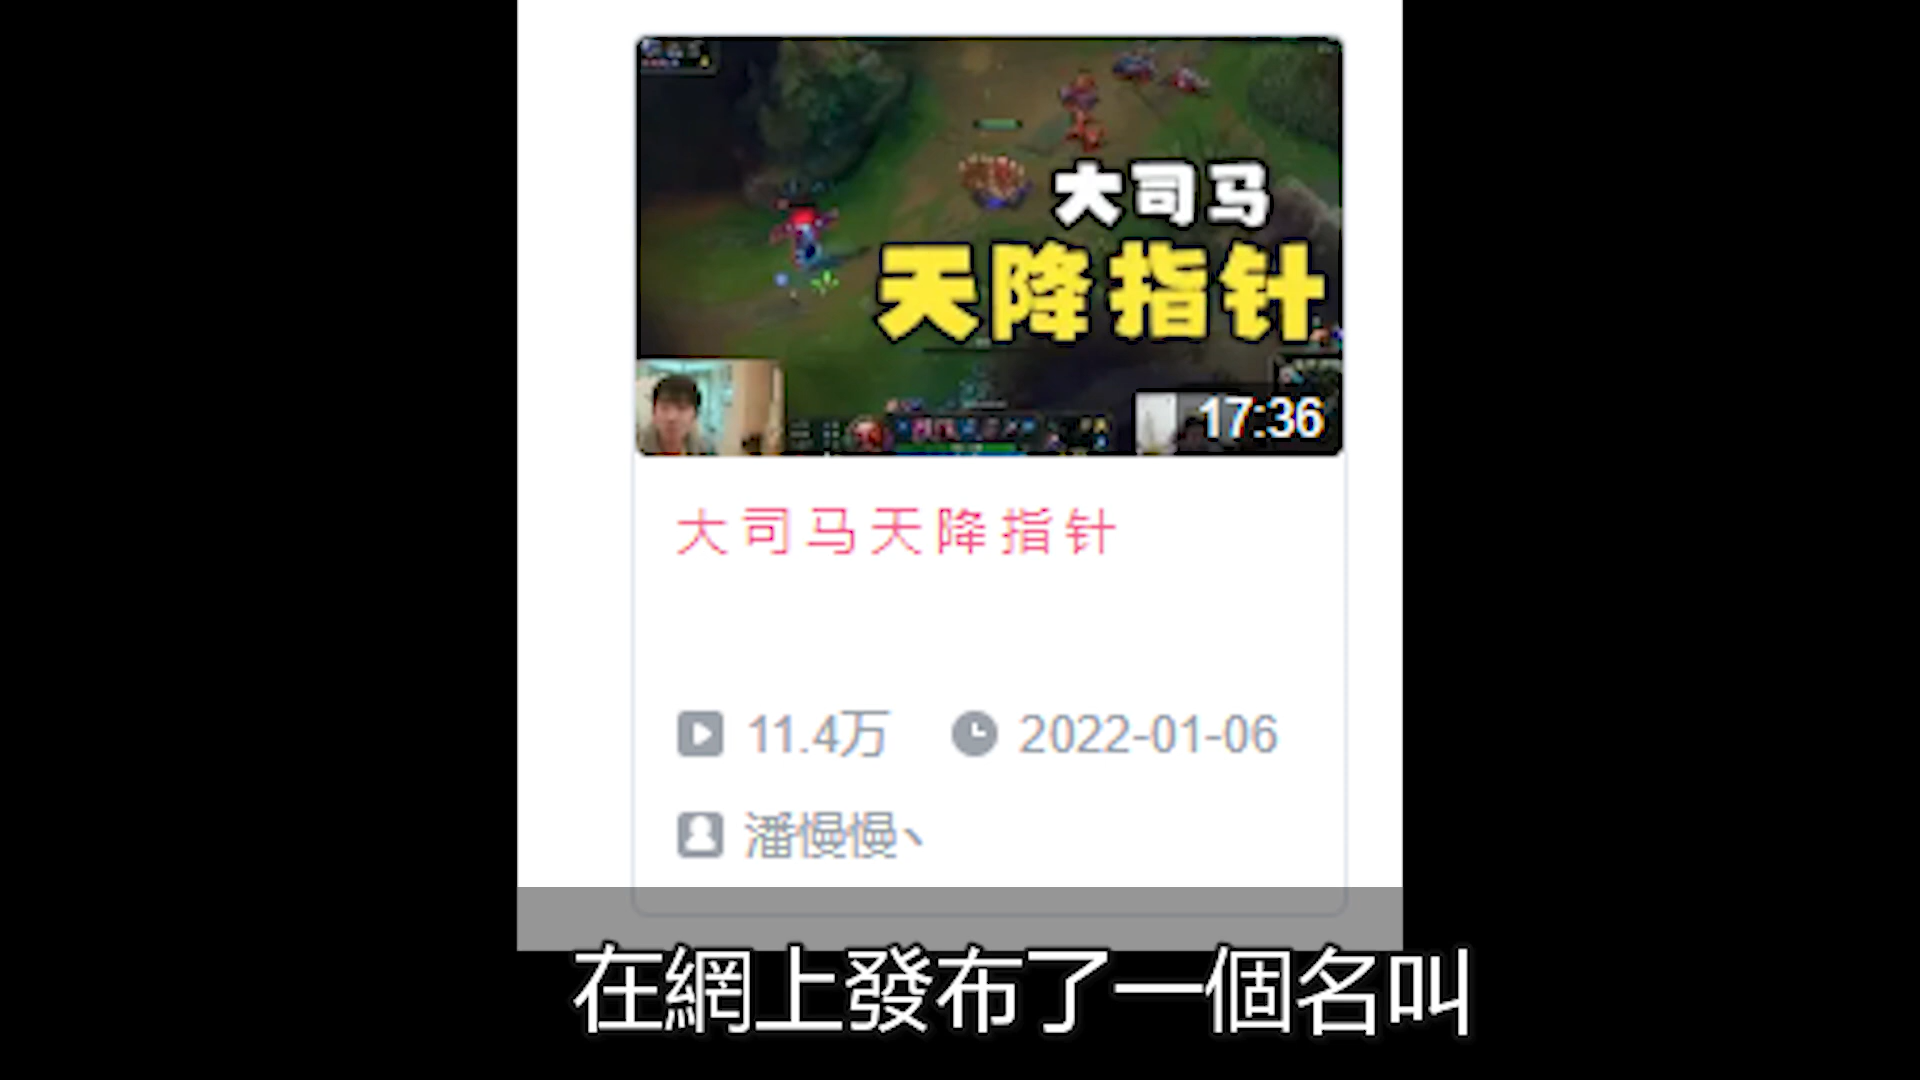 大司马
天降指针
17:36
大司马天降指针
11.4万
2022-01-06
潘慢慢丶
在網上發布了一個名叫